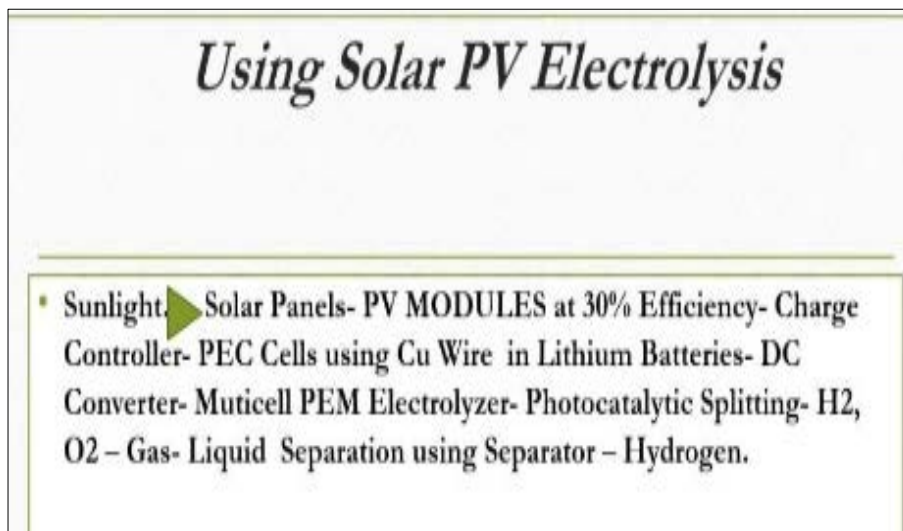 Using Solar PV Electrolysis
• Sunlight. Solar Panels- PV MODULES at 30% Efficiency- Charge
Controller- PEC Cells using Cu Wire in Lithium Batteries- DC
Converter- Muticell PEM Electrolyzer- Photocatalytic Splitting- H2,
O2 – Gas- Liquid Separation using Separator – Hydrogen.